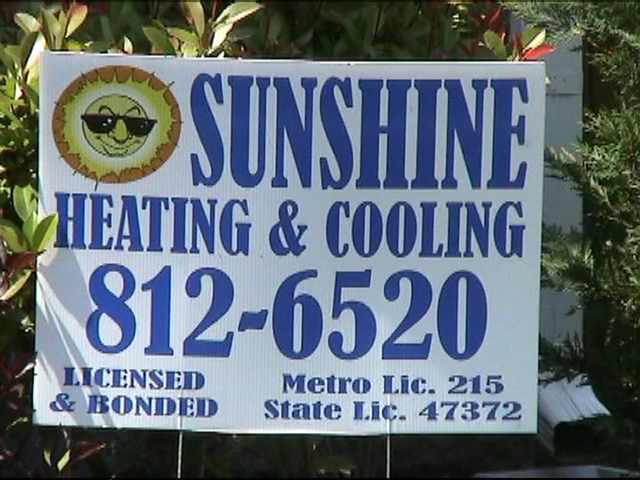 SUNSHINE
HEATING & COOLING
812-6520
LICENSED
& BONDED
Metro Lic. 215
State Lic. 47372